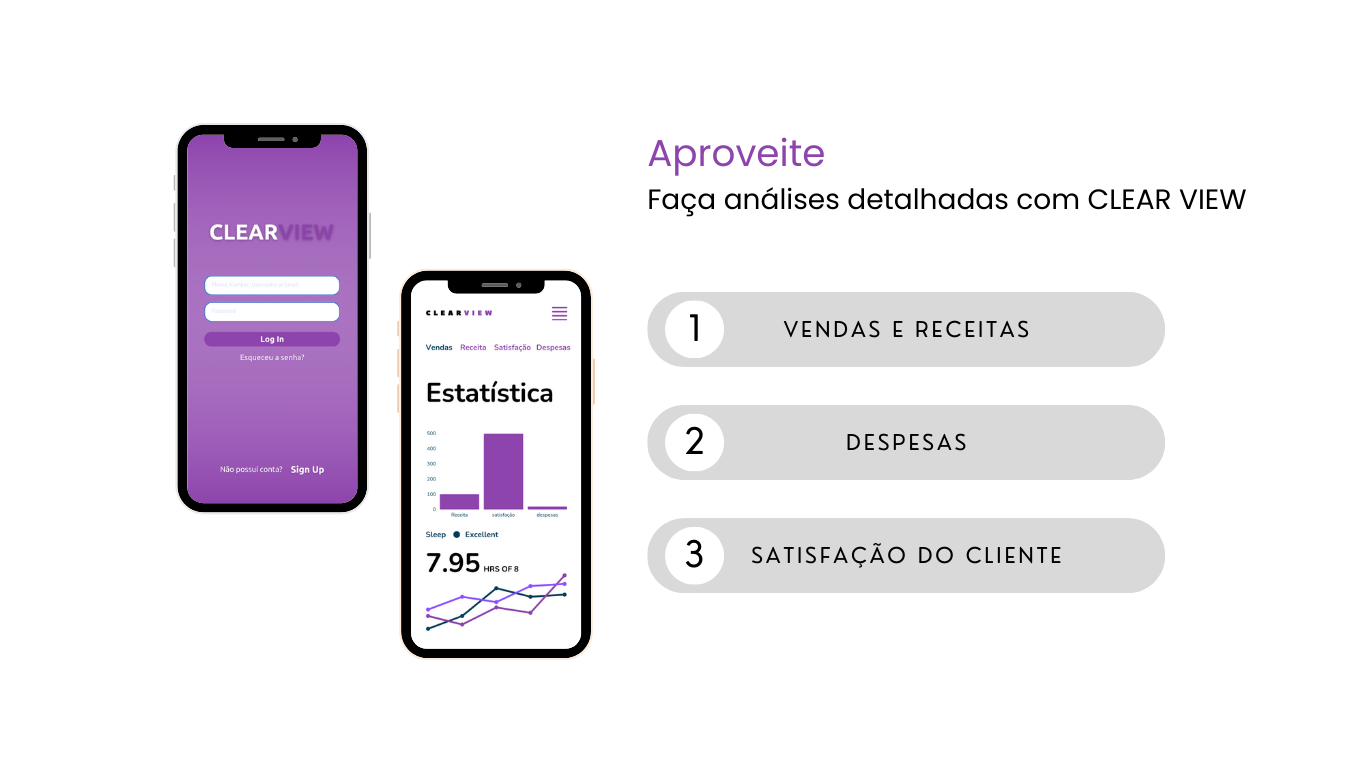 CLEARVIEW
Password
Log In
Esqueceu a senha?
Não possui conta? Sign Up
CLEARVIEW
Vendas Receita Satisfação Despesas
Estatística
500
400
300
200
100
0
Receita satisfação despesas
Sleep Excellent
7.95 HRS OF 8
Aproveite
Faça análises detalhadas com CLEAR VIEW
1 VENDAS E RECEITAS
2 DESPESAS
3 SATISFAÇÃO DO CLIENTE